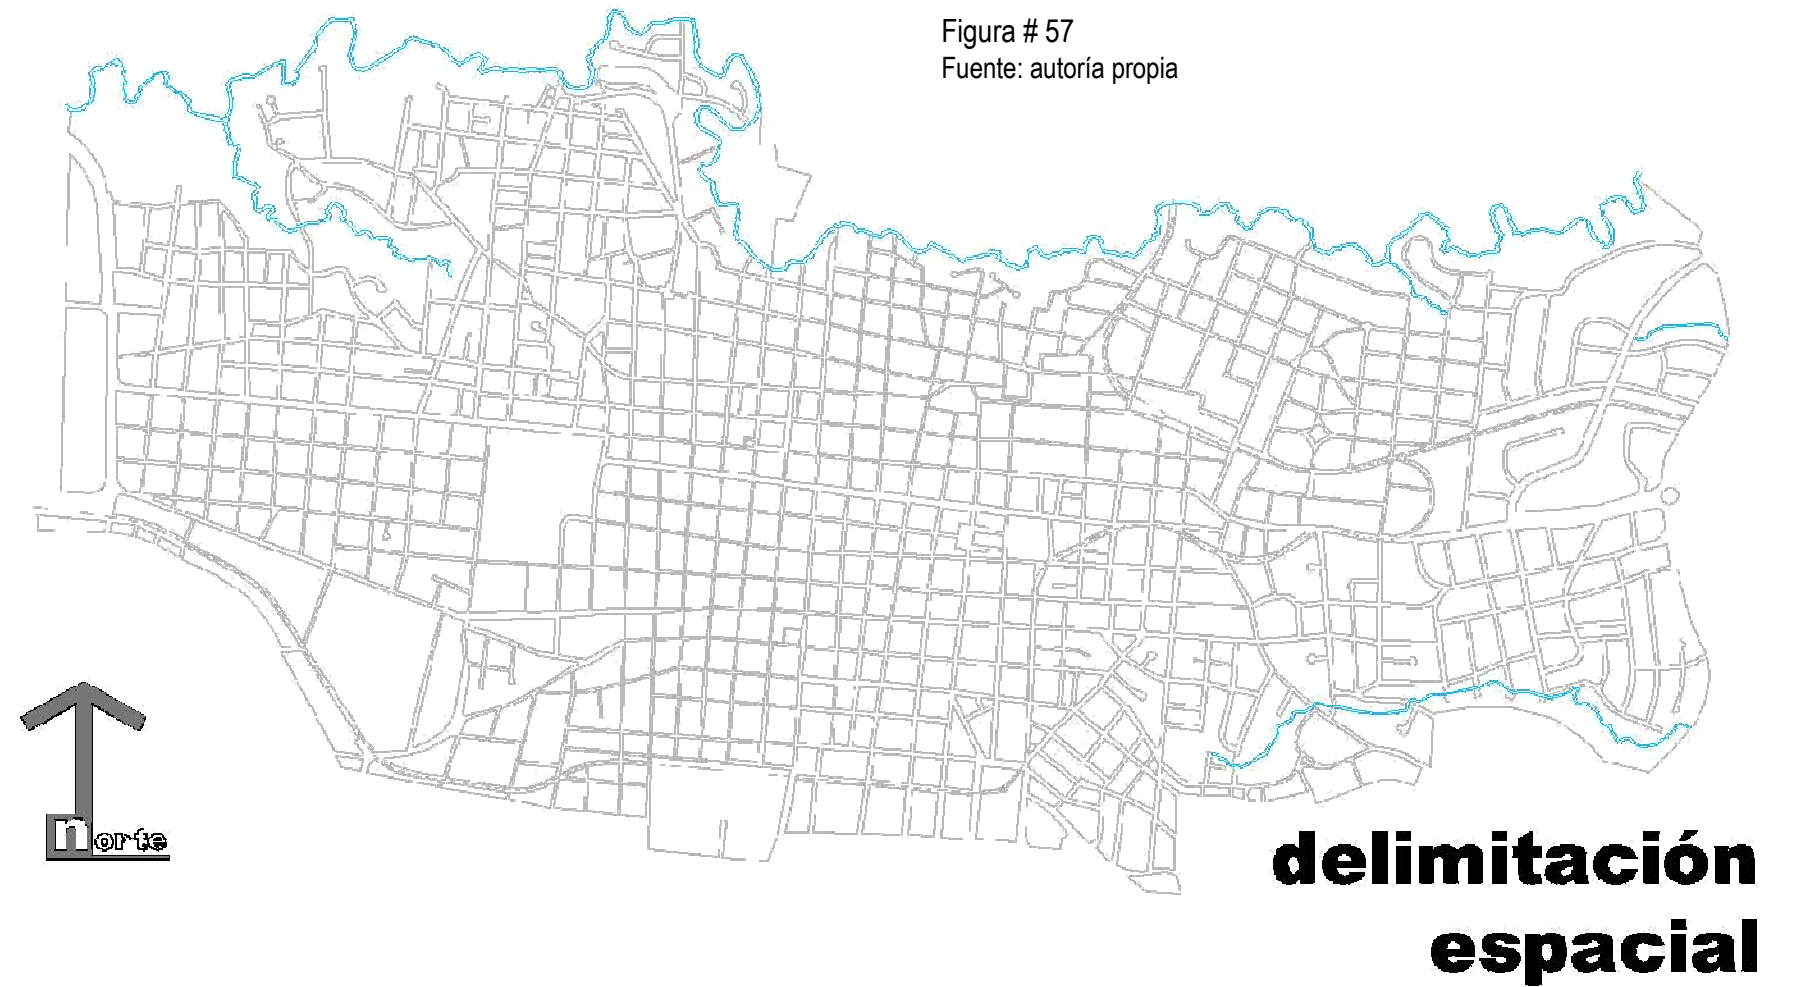 Figura # 57
Fuente: autoría propia
norte
delimitación
espacial